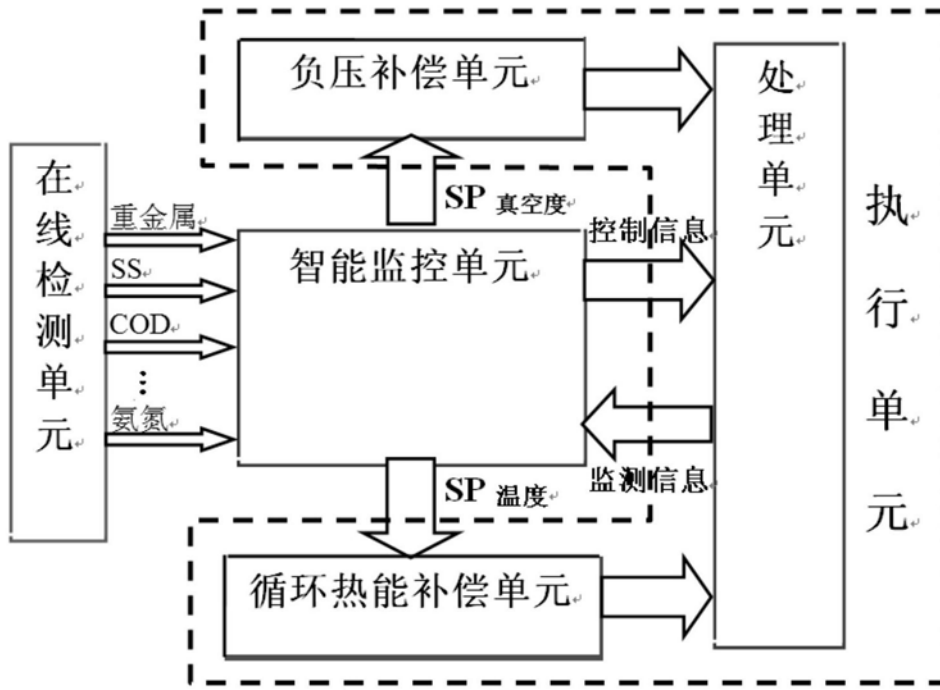 负压补偿单元
处理单元
在线检测单元
执行单元
重金属
SP 真空度
控制信息
智能监控单元
SS
COD
...
氨氮
监测信息
SP 温度
循环热能补偿单元